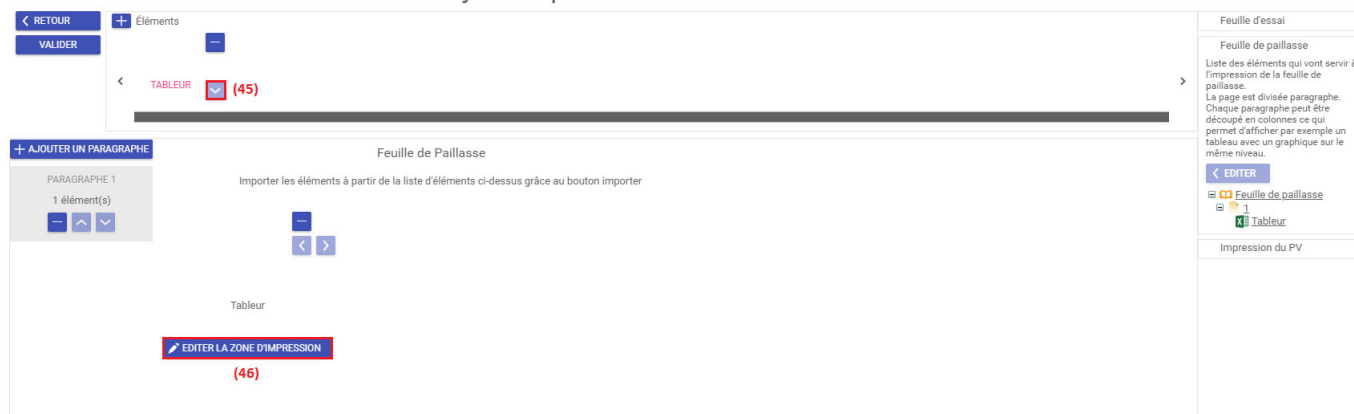 RETOUR
Éléments
VALIDER
TABLEUR
(45)
AJOUTER UN PARAGRAPHE
PARAGRAPHE 1
1 élément(s)
Feuille de Paillasse
Importer les éléments à partir de la liste d'éléments ci-dessus grâce au bouton importer
Tableur
EDITER LA ZONE D'IMPRESSION
(46)
Feuille d'essai
Feuille de paillasse
Liste des éléments qui vont servir à
l'impression de la feuille de
paillasse.
La page est divisée paragraphe.
Chaque paragraphe peut être
découpé en colonnes ce qui
permet d'afficher par exemple un
tableau avec un graphique sur le
même niveau.
EDITER
Feuille de paillasse
1
Tableur
Impression du PV